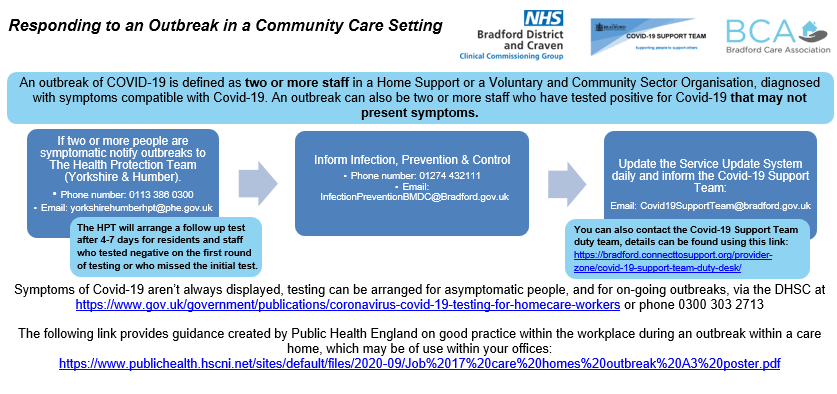 Responding to an Outbreak in a Community Care Setting
NHS
Bradford District
and Craven
Clinical Commissioning Group
COVID-19 SUPPORT TEAM
Supporting people to support others
BCA
Bradford Care Association
An outbreak of COVID-19 is defined as two or more staff in a Home Support or a Voluntary and Community Sector Organisation, diagnosed
with symptoms compatible with Covid-19. An outbreak can also be two or more staff who have tested positive for Covid-19 that may not
present symptoms.
If two or more people are
symptomatic notify outbreaks to
The Health Protection Team
(Yorkshire & Humber).
• Phone number: 0113 386 0300
• Email: yorkshirehumberhpt@phe.gov.uk
The HPT will arrange a follow up test
after 4-7 days for residents and staff
who tested negative on the first round
of testing or who missed the initial test.
Inform Infection, Prevention & Control
• Phone number: 01274 432111
• Email:
InfectionPreventionBMDC@Bradford.gov.uk
Update the Service Update System
daily and inform the Covid-19 Support
Team:
Email: Covid19SupportTeam@bradford.gov.uk
You can also contact the Covid-19 Support Team
duty team, details can be found using this link:
https://bradford.connecttosupport.org/provider-
zone/covid-19-support-team-duty-desk/
Symptoms of Covid-19 aren't always displayed, testing can be arranged for asymptomatic people, and for on-going outbreaks, via the DHSC at
https://www.gov.uk/government/publications/coronavirus-covid-19-testing-for-homecare-workers or phone 0300 303 2713
The following link provides guidance created by Public Health England on good practice within the workplace during an outbreak within a care
home, which may be of use within your offices:
https://www.publichealth.hscni.net/sites/default/files/2020-09/Job%2017%20care%20homes%20outbreak%20A3%20poster.pdf